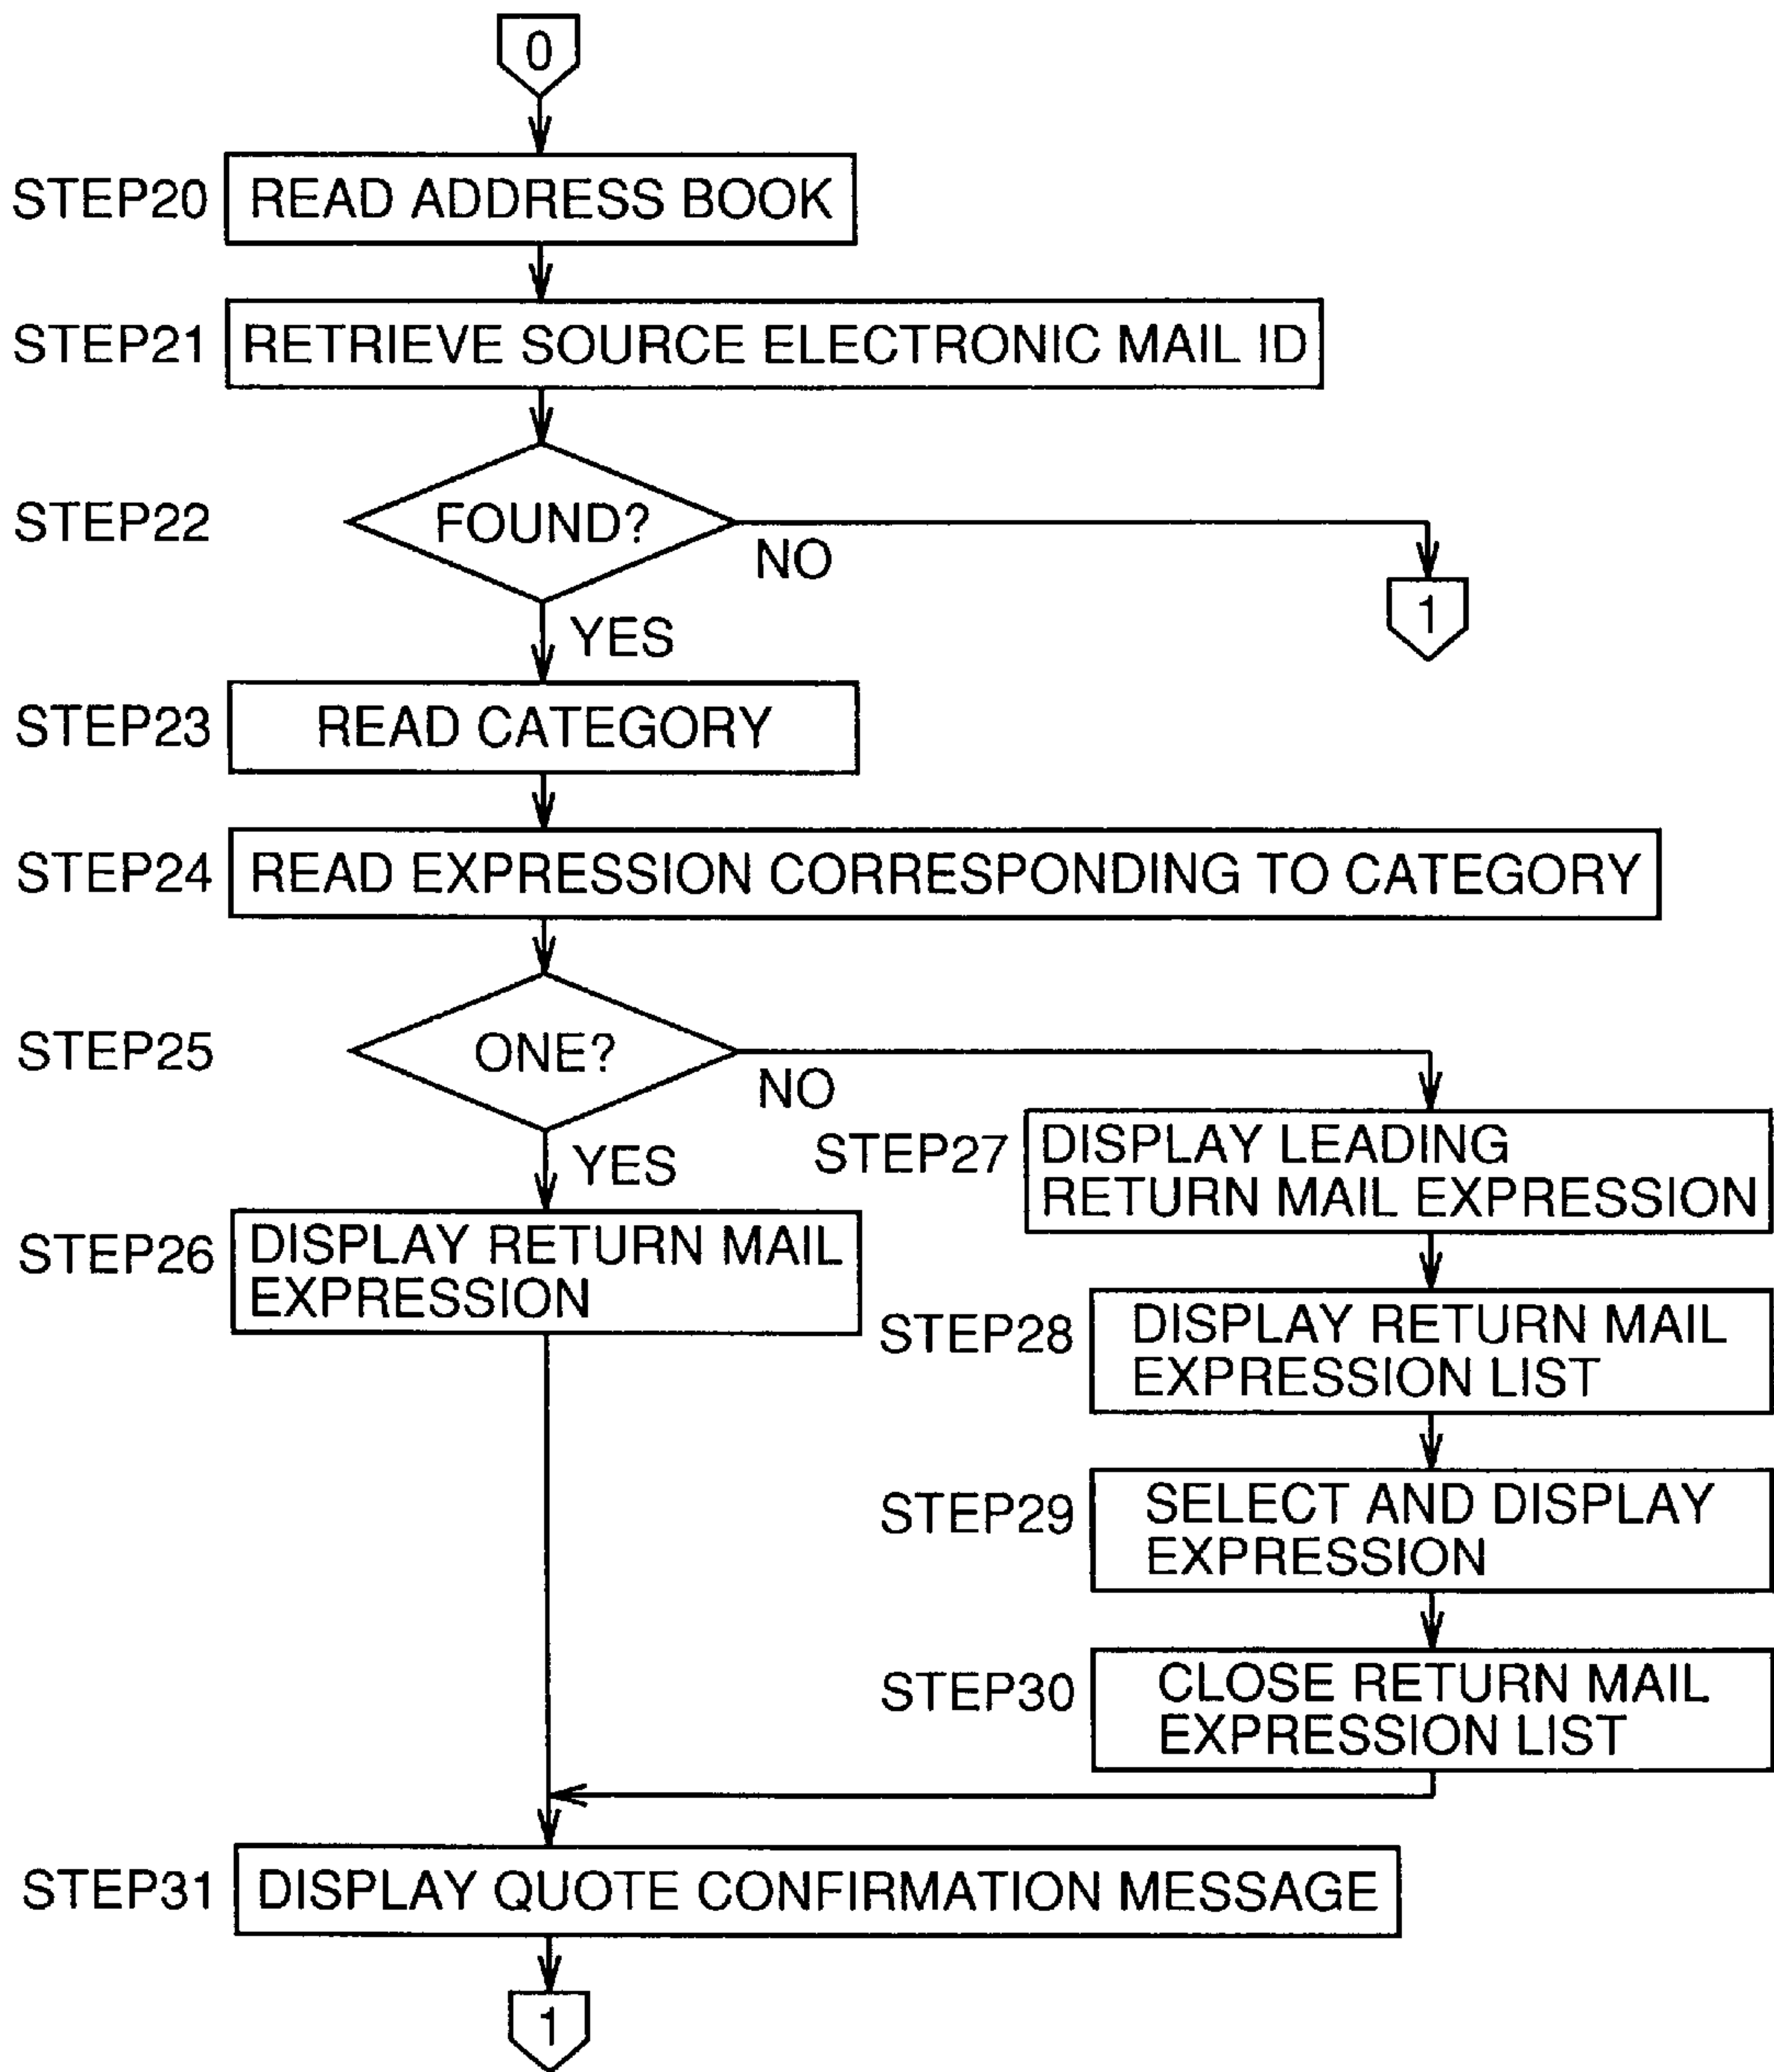 0
STEP20 READ ADDRESS BOOK
STEP21 RETRIEVE SOURCE ELECTRONIC MAIL ID
STEP22 FOUND?
NO
1
YES
STEP23 READ CATEGORY
STEP24 READ EXPRESSION CORRESPONDING TO CATEGORY
STEP25 ONE?
NO
YES
STEP26 DISPLAY RETURN MAIL
EXPRESSION
STEP27 DISPLAY LEADING
RETURN MAIL EXPRESSION
STEP28 DISPLAY RETURN MAIL
EXPRESSION LIST
STEP29 SELECT AND DISPLAY
EXPRESSION
STEP30 CLOSE RETURN MAIL
EXPRESSION LIST
STEP31 DISPLAY QUOTE CONFIRMATION MESSAGE
1